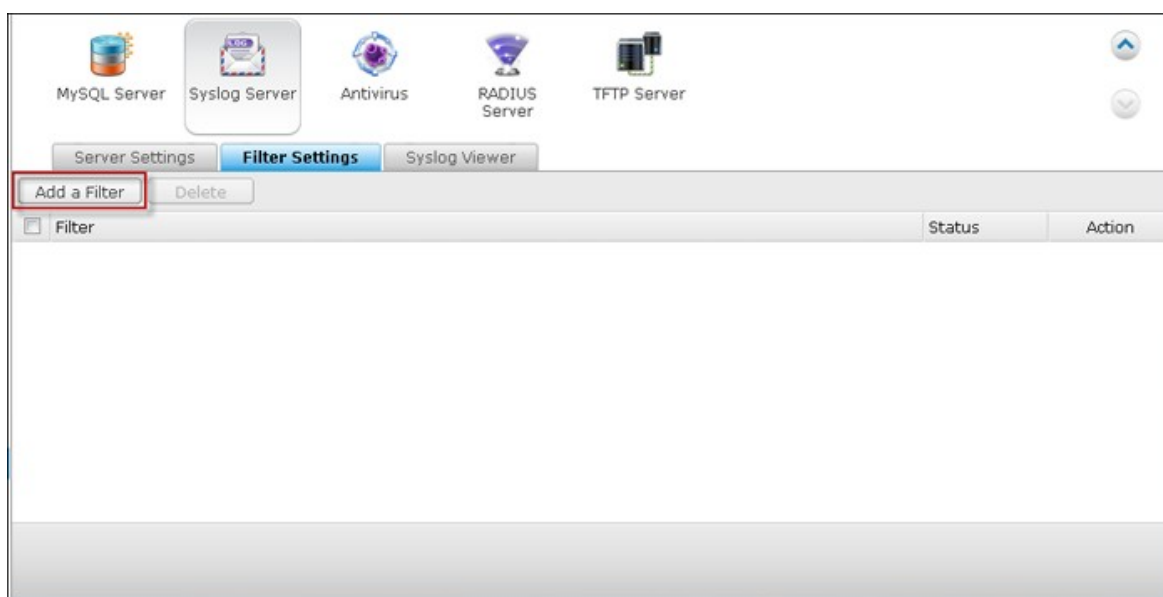 LOG
MySQL Server
Syslog Server
Antivirus
RADIUS
Server
TFTP Server
Server Settings
Filter Settings
Syslog Viewer
Add a Filter
Delete
Filter
Status
Action